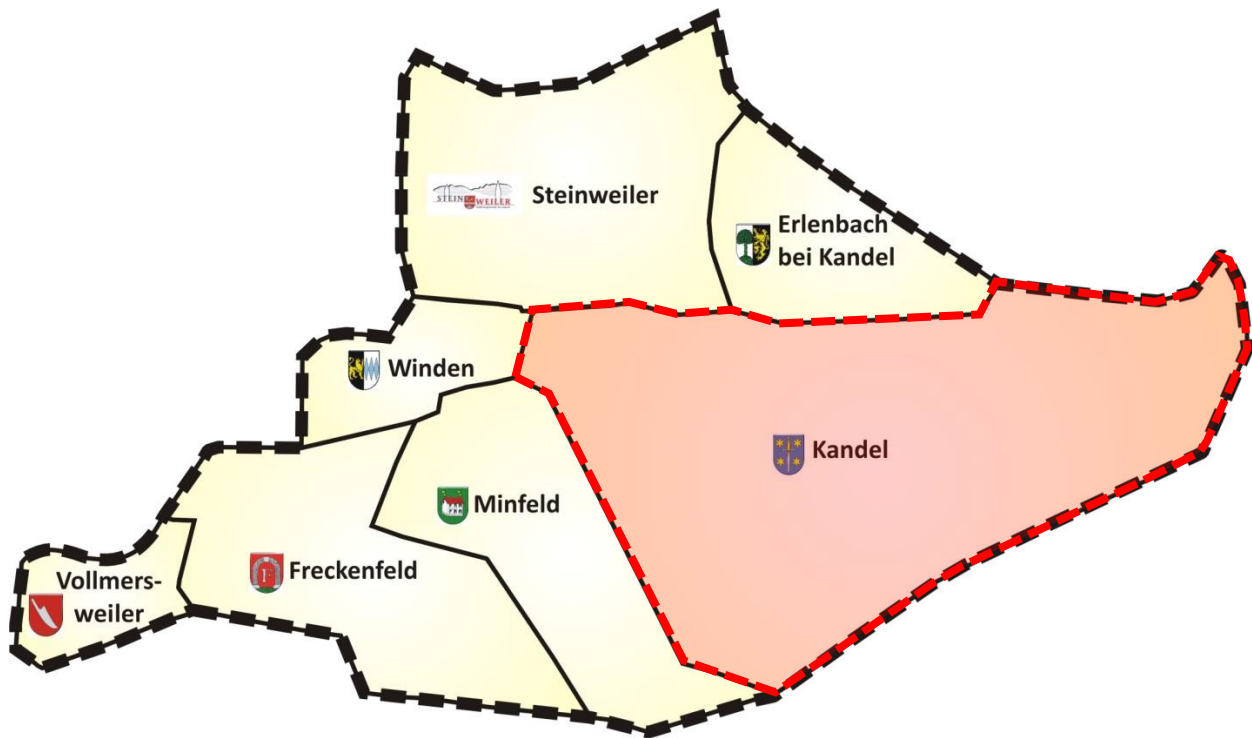 STEIN WEILER
Steinweiler
Erlenbach
bei Kandel
Winden
Kandel
Minfeld
F
Freckenfeld
Vollmers-
weiler